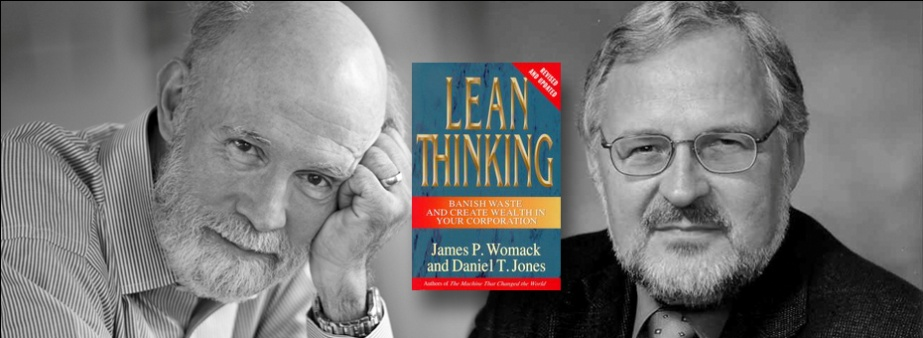 REVISED
AND UPDATED
LEAN
THINKING
BANISH WASTE
AND CREATE WEALTH IN
YOUR CORPORATION
James P. Womack
and Daniel T. Jones
Authors of The Machine That Changed the World